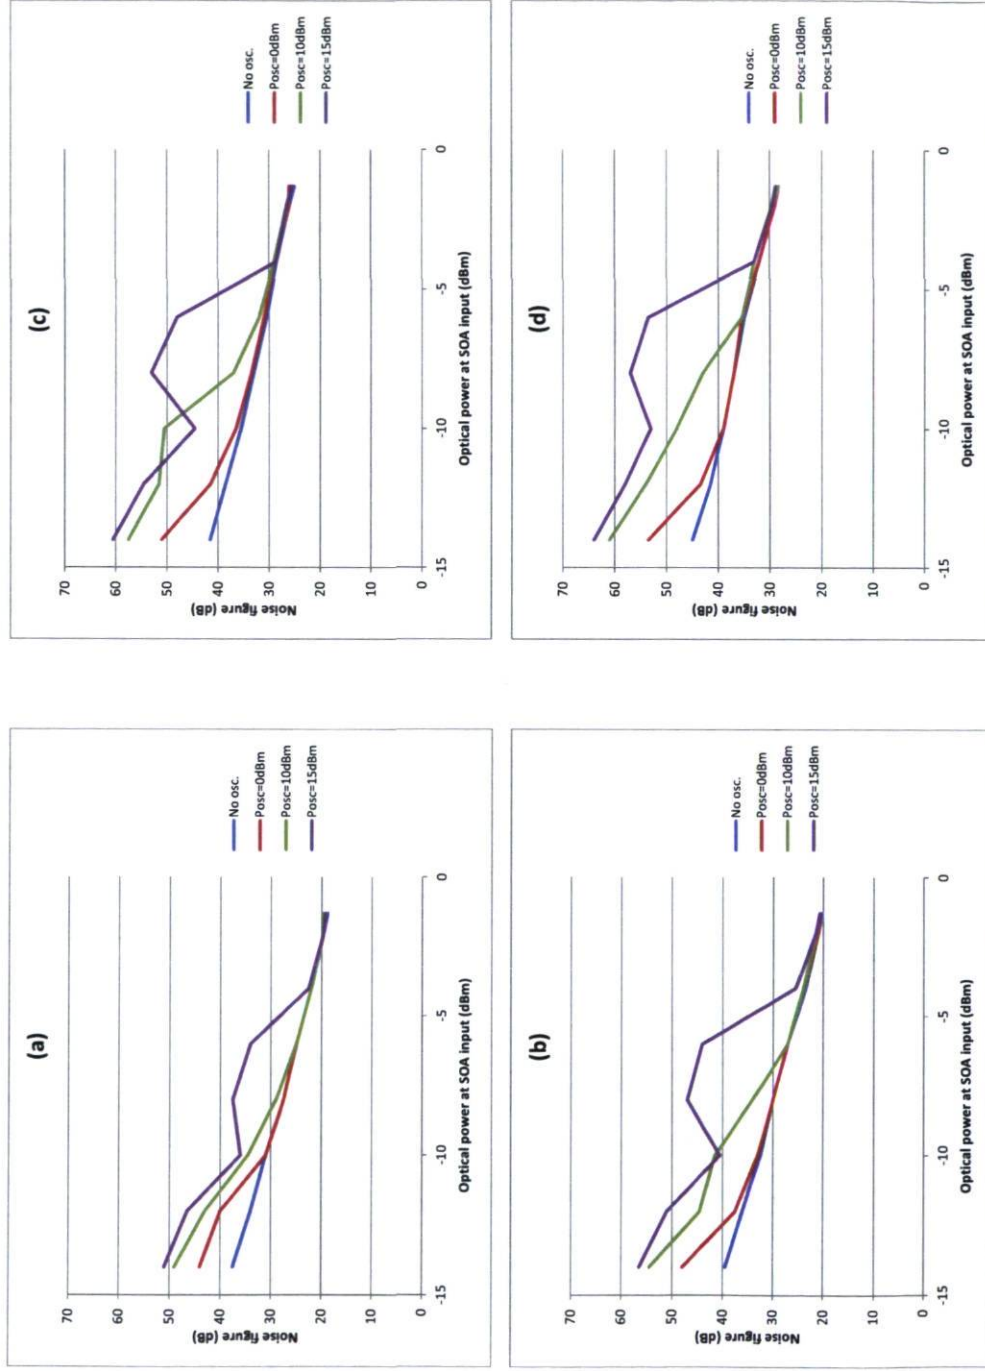 (a)
70
60
50
40
30
20
10
0
Noise figure (dB)
-15
-10
-5
0
Optical power at SOA input (dBm)
No osc.
Posc=0dBm
Posc=10dBm
Posc=15dBm
(b)
70
60
50
40
30
20
10
0
Noise figure (dB)
-15
-10
-5
0
Optical power at SOA input (dBm)
No osc.
Posc=0dBm
Posc=10dBm
Posc=15dBm
(c)
70
60
50
40
30
20
10
0
Noise figure (dB)
-15
-10
-5
0
Optical power at SOA input (dBm)
No osc.
Posc=0dBm
Posc=10dBm
Posc=15dBm
(d)
70
60
50
40
30
20
10
0
Noise figure (dB)
-15
-10
-5
0
Optical power at SOA input (dBm)
No osc.
Posc=0dBm
Posc=10dBm
Posc=15dBm